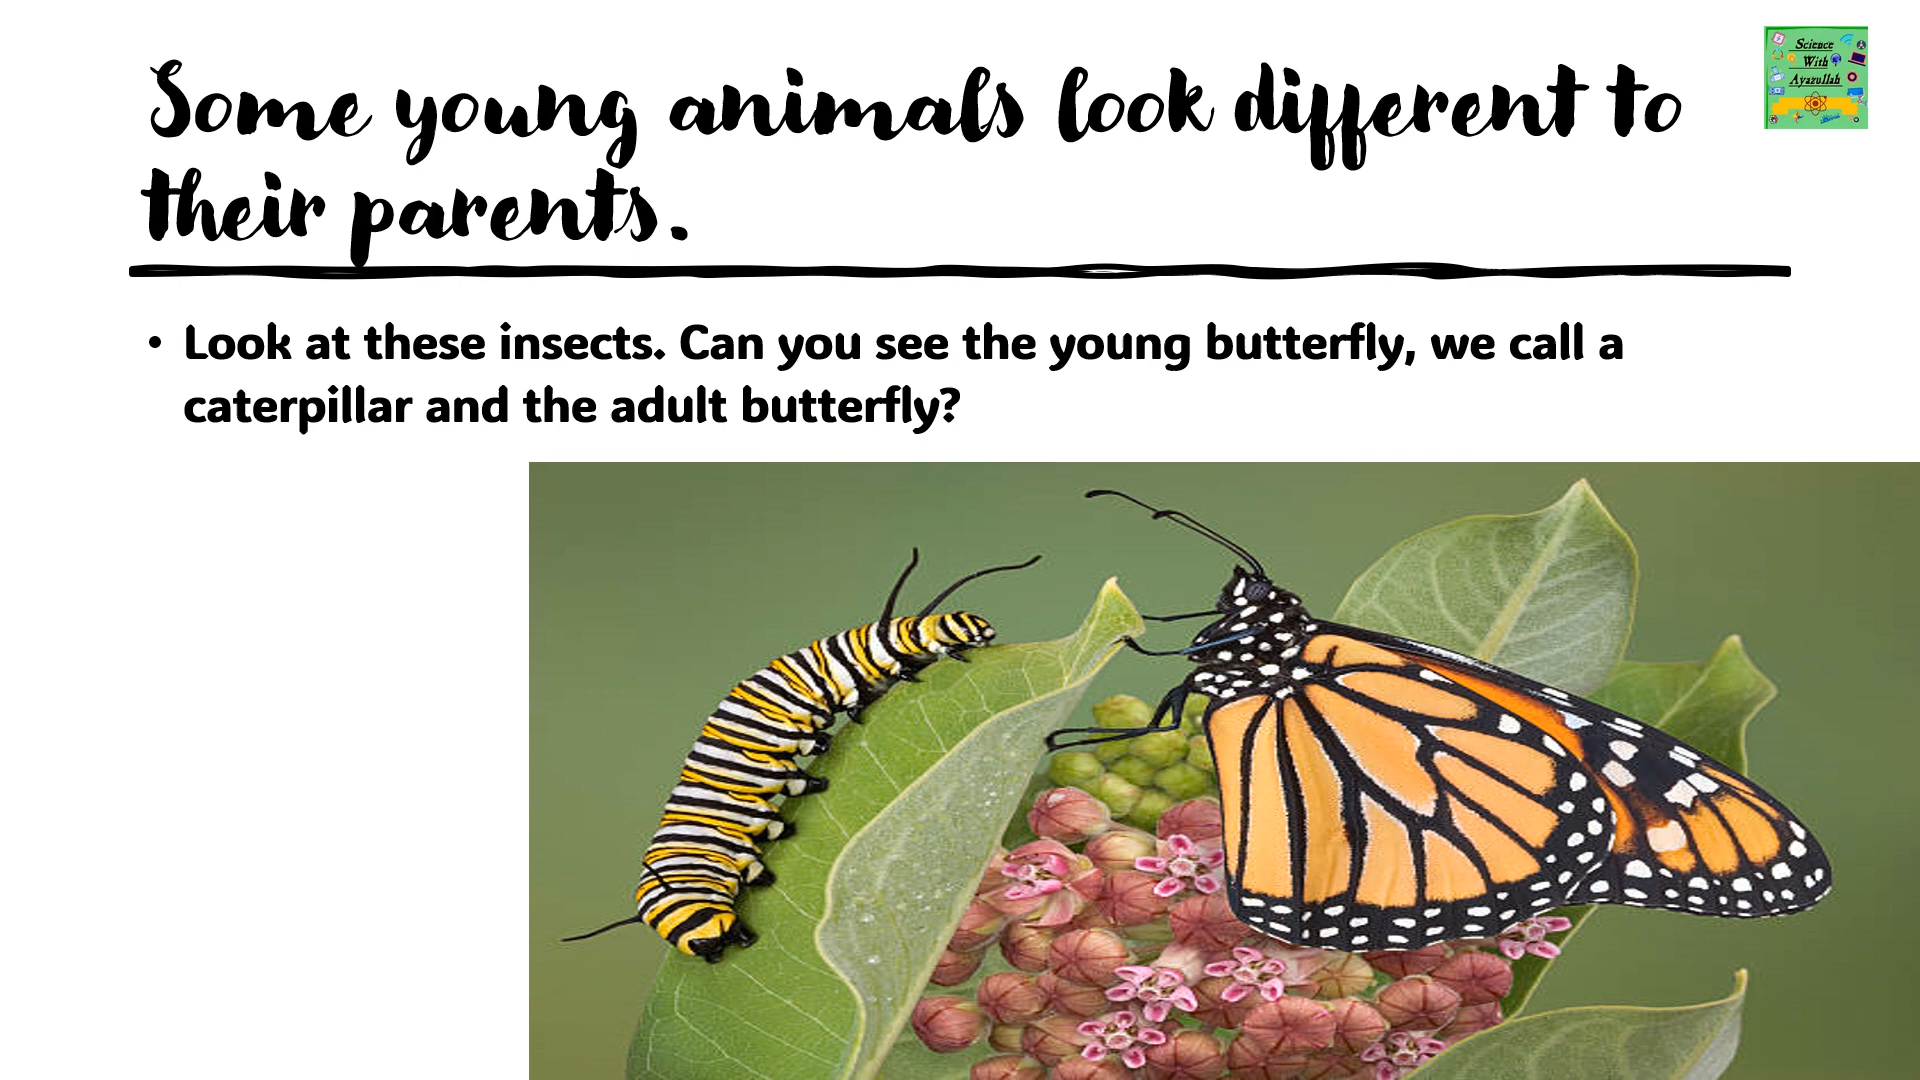 Some young animals look different to
their parents.
Science
With
Ayazullah
• Look at these insects. Can you see the young butterfly, we call a
caterpillar and the adult butterfly?